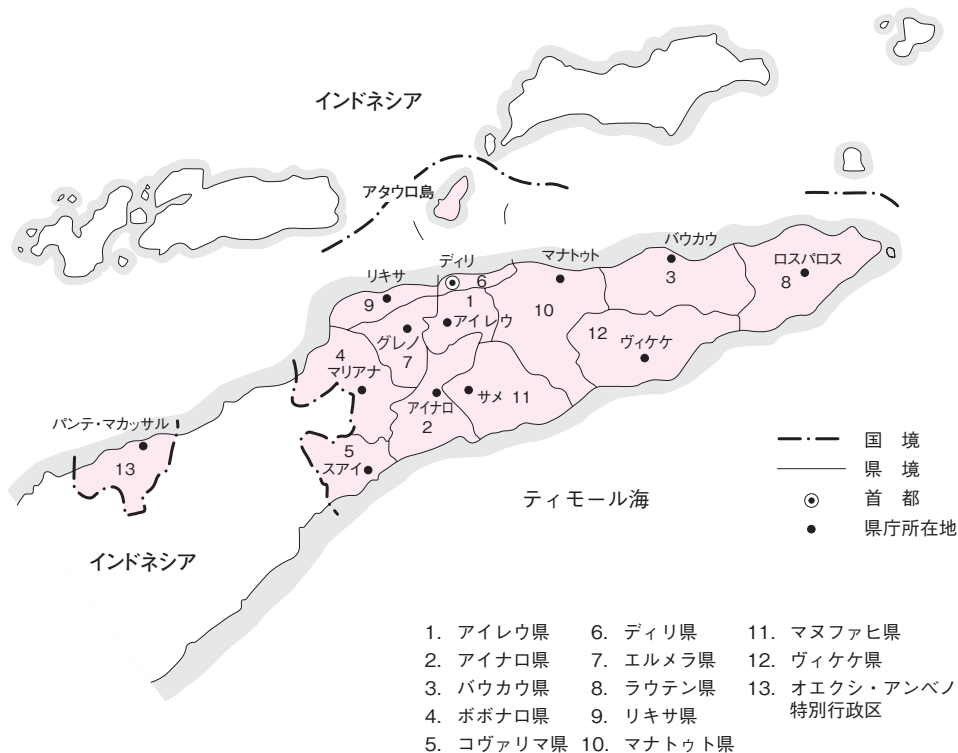 インドネシア
アタウロ島
バウカウ
マナトゥト
ディリ
ロスパロス
リキサ
6
3
8
9
1
10
アイレウ
グレノ
12
ヴィケケ
4
7
マリアナ
サメ 11
アイナロ
2
パンテ・マカッサル
5
スアイ
13
国 境
県 境
首 都
県庁所在地
ティモール海
インドネシア
1. アイレウ県
2. アイナロ県
3. バウカウ県
4. ボボナロ県
5. コヴァリマ県
6. ディリ県
7. エルメラ県
8. ラウテン県
9. リキサ県
10. マナトゥト県
11. マヌファヒ県
12. ヴィケケ県
13. オエクシ・アンベノ
特別行政区